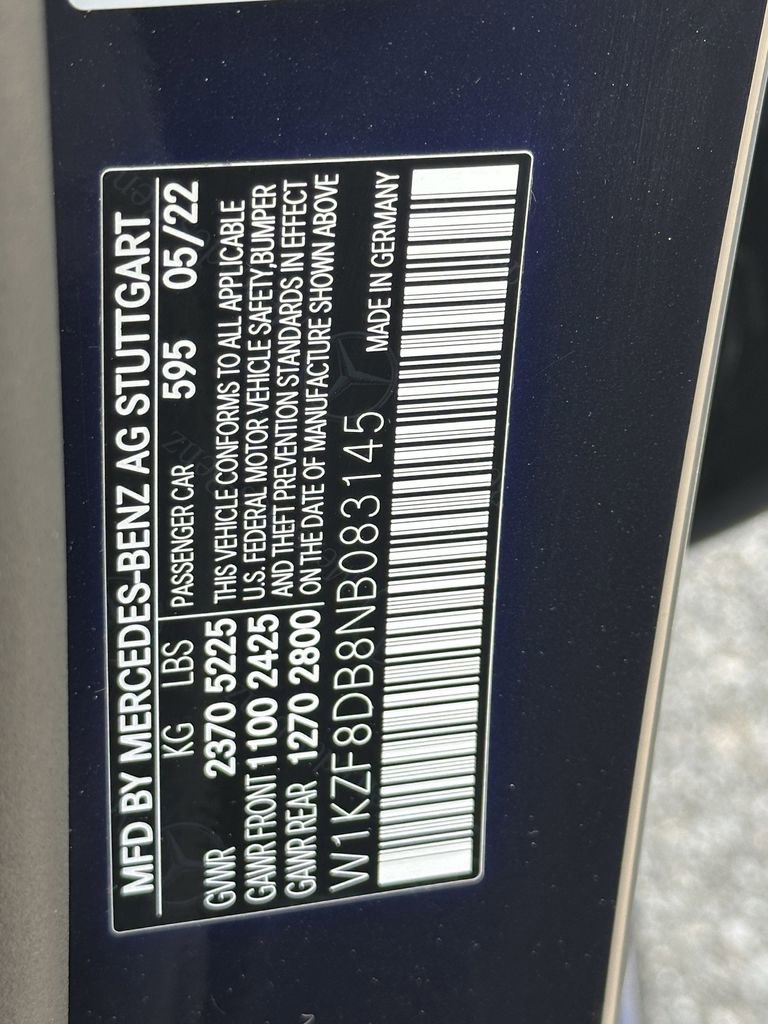 MFD BY MERCEDES-BENZ AG STUTTGART
KG LBS PASSENGER CAR 595 05/22
GVWR 2370 5225 THIS VEHICLE CONFORMS TO ALL APPLICABLE
GAWR FRONT 1100 2425 U.S. FEDERAL MOTOR VEHICLE SAFETY,BUMPER
GAWR REAR 1270 2800 AND THEFT PREVENTION STANDARDS IN EFFECT
ON THE DATE OF MANUFACTURE SHOWN ABOVE
W1KZF8DB8NB083145 MADE IN GERMANY